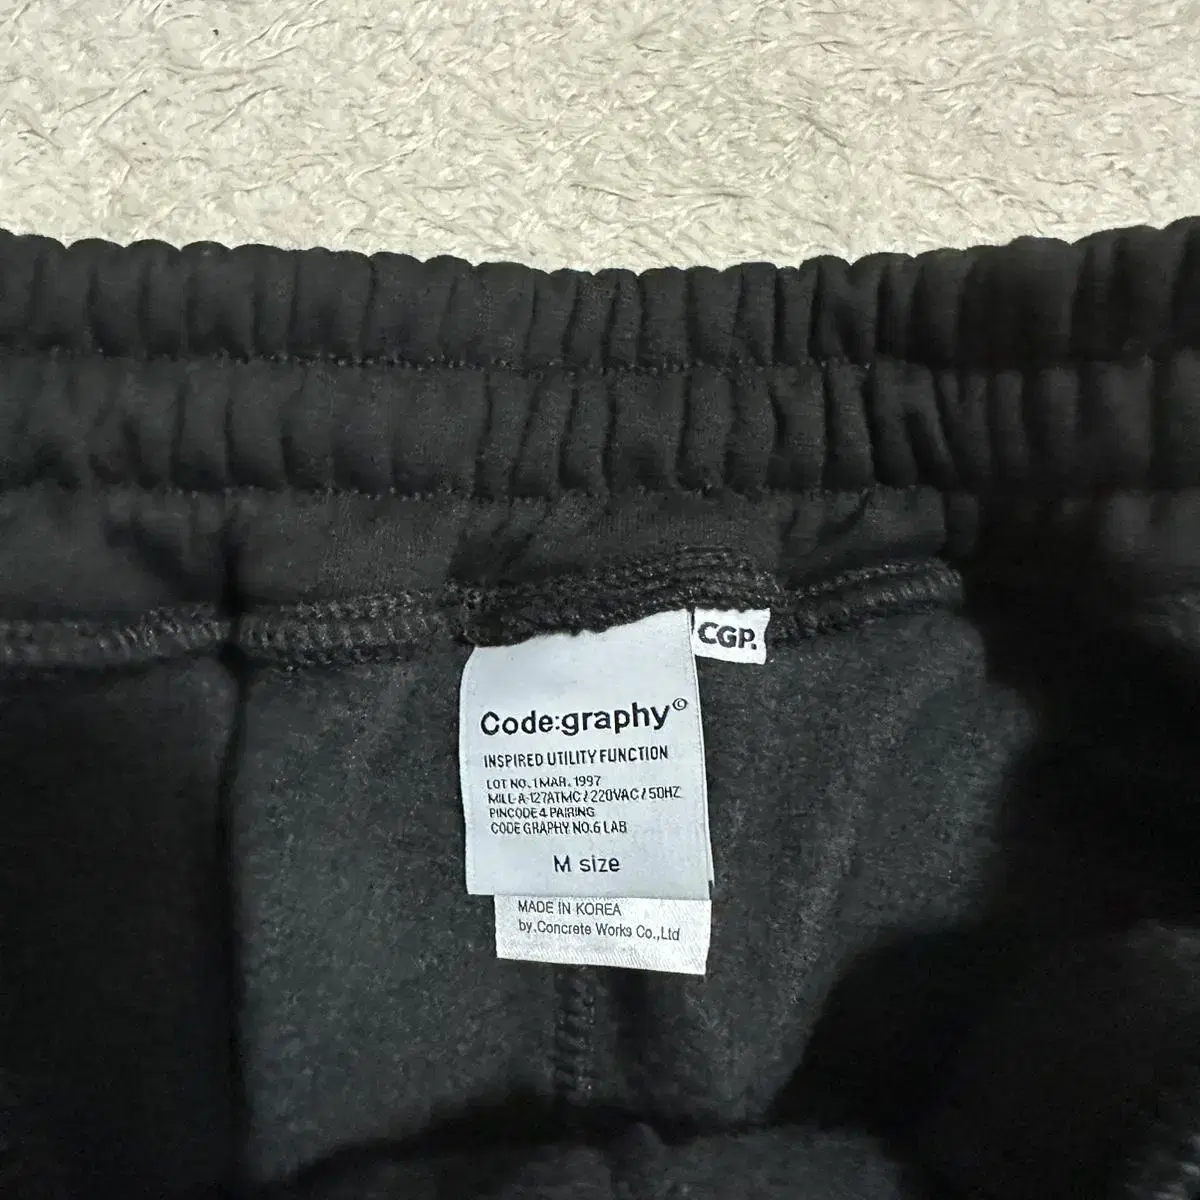 CGP.
Code:graphy©
INSPIRED UTILITY FUNCTION
LOT NO. 1 MAR. 1997
MILL-A-127ATMC / 220VAC / 50HZ
PINCODE 4 PAIRING
CODE GRAPHY NO.6 LAB
M size
MADE IN KOREA
by.Concrete Works Co.,Ltd